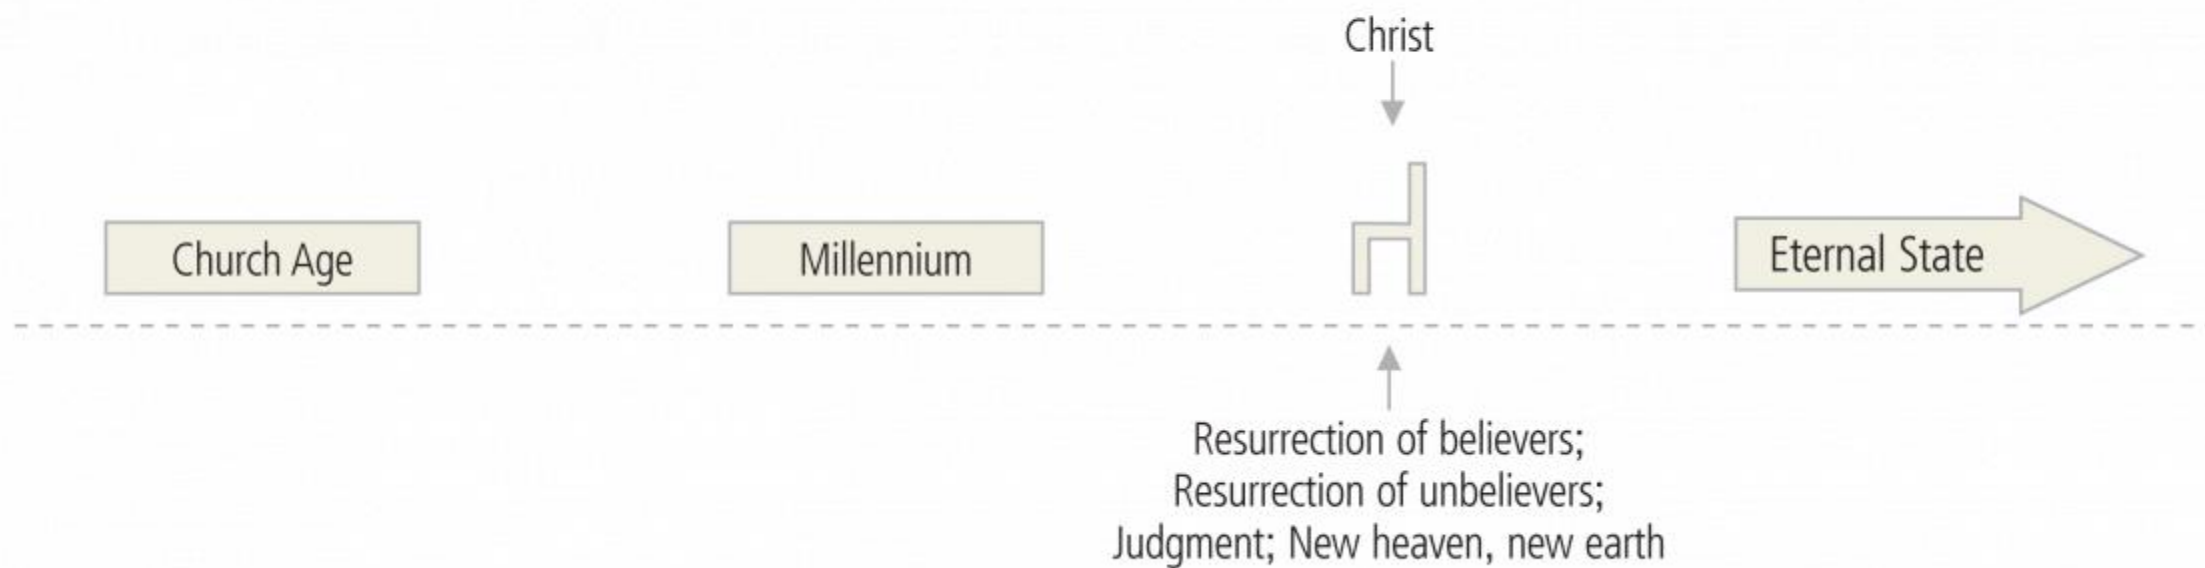 Christ
Church Age
Millennium
Eternal State
Resurrection of believers;
Resurrection of unbelievers;
Judgment; New heaven, new earth